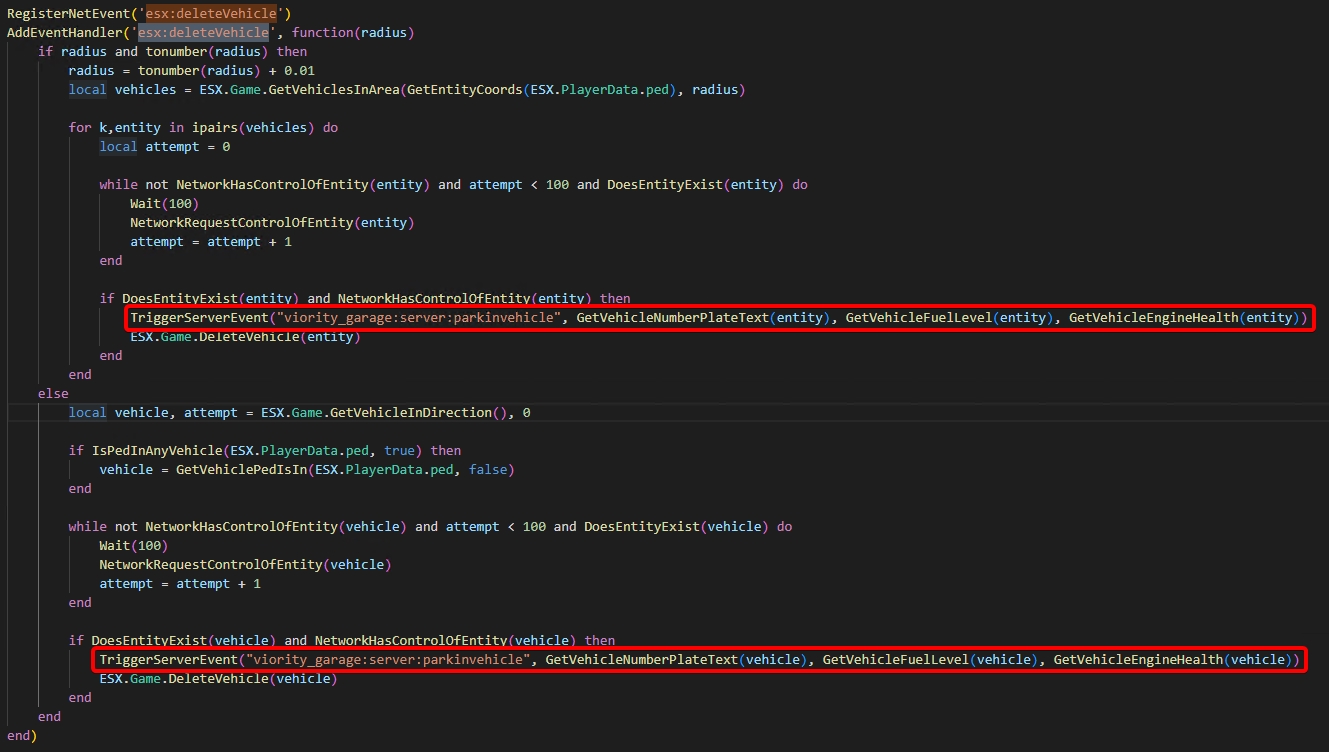 RegisterNetEvent('esx:deleteVehicle')
AddEventHandler('esx:deleteVehicle', function(radius)
    if radius and tonumber(radius) then
        radius = tonumber(radius) + 0.01
        local vehicles = ESX.Game.GetVehiclesInArea(GetEntityCoords(ESX.PlayerData.ped), radius)

        for k,entity in ipairs(vehicles) do
            local attempt = 0

            while not NetworkHasControlOfEntity(entity) and attempt < 100 and DoesEntityExist(entity) do
                Wait(100)
                NetworkRequestControlOfEntity(entity)
                attempt = attempt + 1
            end

            if DoesEntityExist(entity) and NetworkHasControlOfEntity(entity) then
                TriggerServerEvent("viority_garage:server:parkinvehicle", GetVehicleNumberPlateText(entity), GetVehicleFuelLevel(entity), GetVehicleEngineHealth(entity))
                ESX.Game.DeleteVehicle(entity)
            end
        end
    else
        local vehicle, attempt = ESX.Game.GetVehicleInDirection(), 0

        if IsPedInAnyVehicle(ESX.PlayerData.ped, true) then
            vehicle = GetVehiclePedIsIn(ESX.PlayerData.ped, false)
        end

        while not NetworkHasControlOfEntity(vehicle) and attempt < 100 and DoesEntityExist(vehicle) do
            Wait(100)
            NetworkRequestControlOfEntity(vehicle)
            attempt = attempt + 1
        end

        if DoesEntityExist(vehicle) and NetworkHasControlOfEntity(vehicle) then
            TriggerServerEvent("viority_garage:server:parkinvehicle", GetVehicleNumberPlateText(vehicle), GetVehicleFuelLevel(vehicle), GetVehicleEngineHealth(vehicle))
            ESX.Game.DeleteVehicle(vehicle)
        end
    end
end)